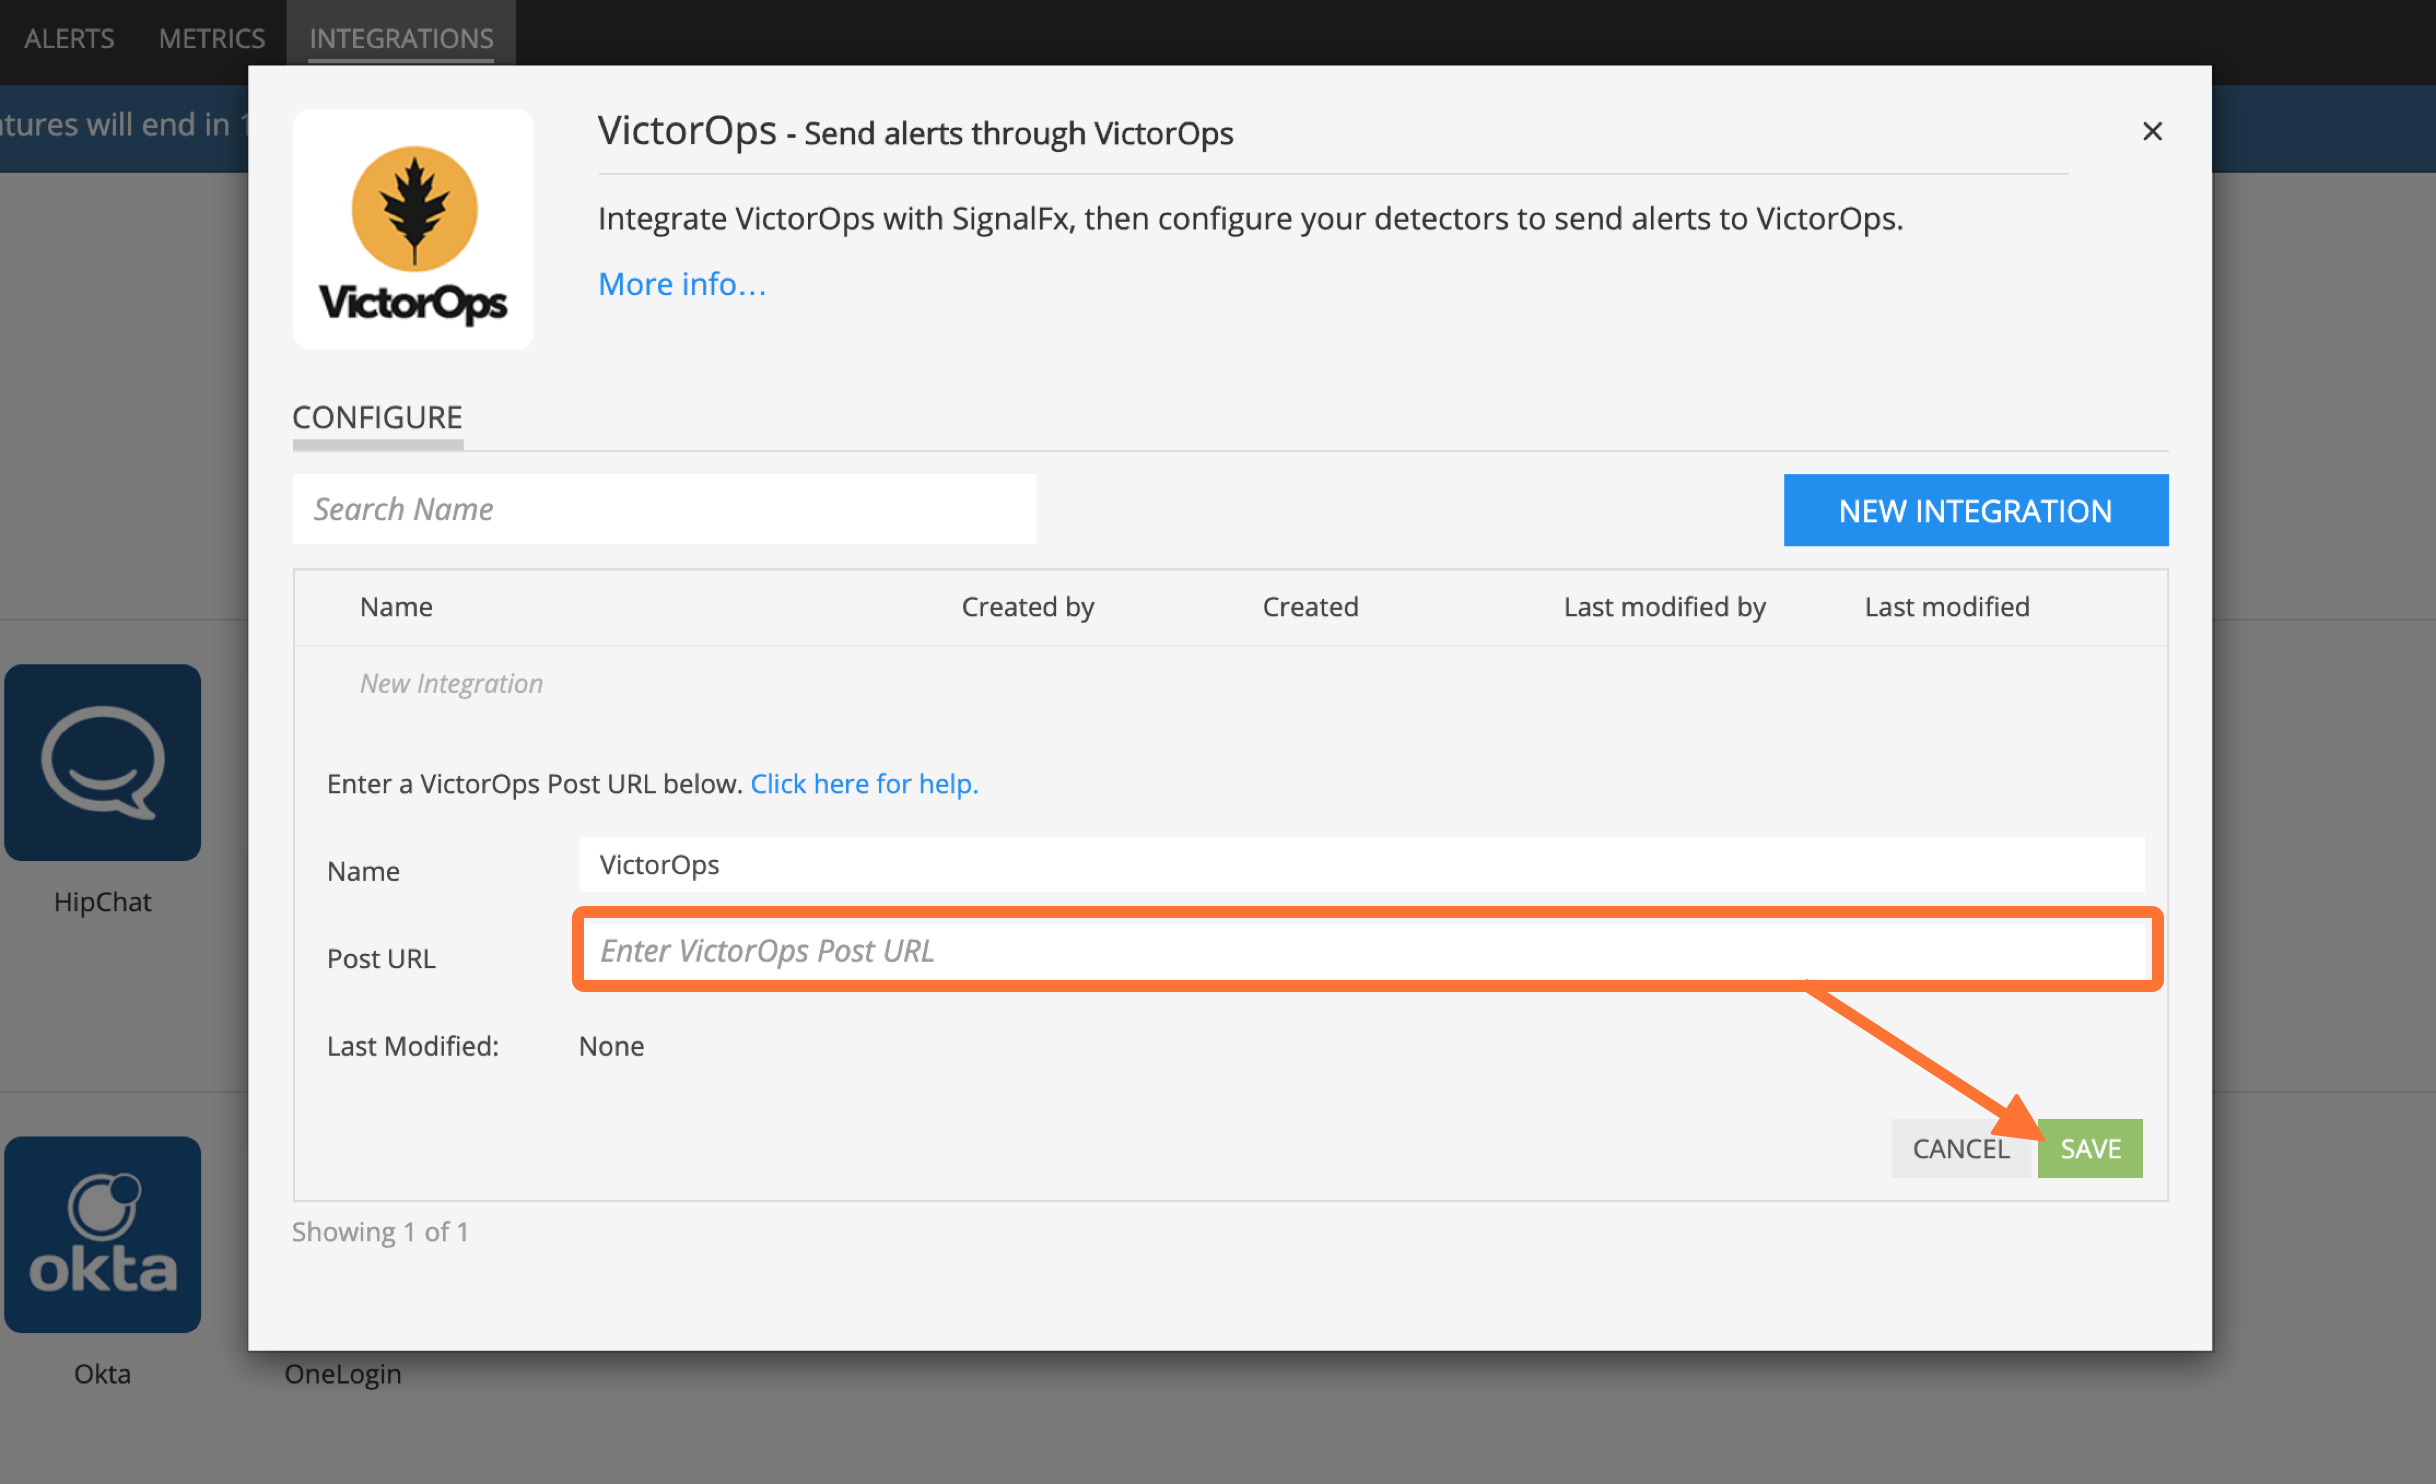 ALERTS METRICS INTEGRATIONS
tures will end in 1
VictorOps - Send alerts through VictorOps
Integrate VictorOps with SignalFx, then configure your detectors to send alerts to VictorOps.
More info…
VictorOps
CONFIGURE
Search Name
NEW INTEGRATION
Name Created by Created Last modified by Last modified
New Integration
Enter a VictorOps Post URL below. Click here for help.
Name VictorOps
Post URL Enter VictorOps Post URL
Last Modified: None
CANCEL SAVE
Showing 1 of 1
HipChat
okta
Okta OneLogin